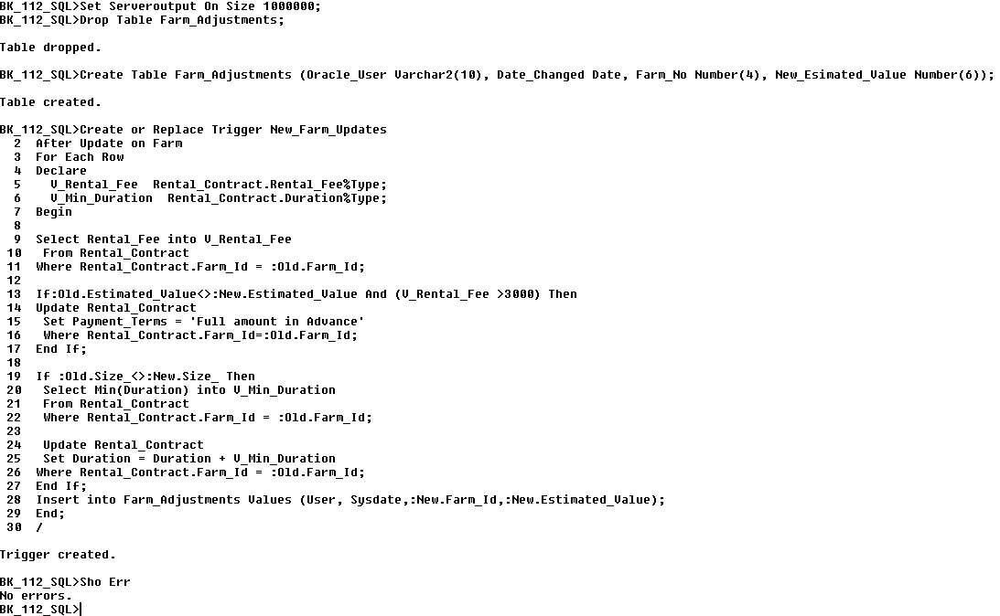 BK_112_SQL>Set Serveroutput On Size 1000000;
BK_112_SQL>Drop Table Farm_Adjustments;
Table dropped.
BK_112_SQL>Create Table Farm_Adjustments (Oracle_User Varchar2(10), Date_Changed Date, Farm_No Number(4), New_Esimated_Value Number(6));
Table created.
BK_112_SQL>Create or Replace Trigger New_Farm_Updates
2 After Update on Farm
3 For Each Row
4 Declare
5 V_Rental_Fee Rental_Contract.Rental_Fee%Type;
6 V_Min_Duration Rental_Contract.Duration%Type;
7 Begin
8
9 Select Rental_Fee into V_Rental_Fee
10 From Rental_Contract
11 Where Rental_Contract.Farm_Id = :Old.Farm_Id;
12
13 If:Old.Estimated_Value<>:New.Estimated_Value And (V_Rental_Fee >3000) Then
14 Update Rental_Contract
15 Set Payment_Terms = 'Full amount in Advance'
16 Where Rental_Contract.Farm_Id=:Old.Farm_Id;
17 End If;
18
19 If :Old.Size_<>:New.Size_ Then
20 Select Min(Duration) into V_Min_Duration
21 From Rental_Contract
22 Where Rental_Contract.Farm_Id = :Old.Farm_Id;
23
24 Update Rental_Contract
25 Set Duration = Duration + V_Min_Duration
26 Where Rental_Contract.Farm_Id = :Old.Farm_Id;
27 End If;
28 Insert into Farm_Adjustments Values (User, Sysdate,:New.Farm_Id,:New.Estimated_Value);
29 End;
30 /
Trigger created.
BK_112_SQL>Sho Err
No errors.
BK_112_SQL>